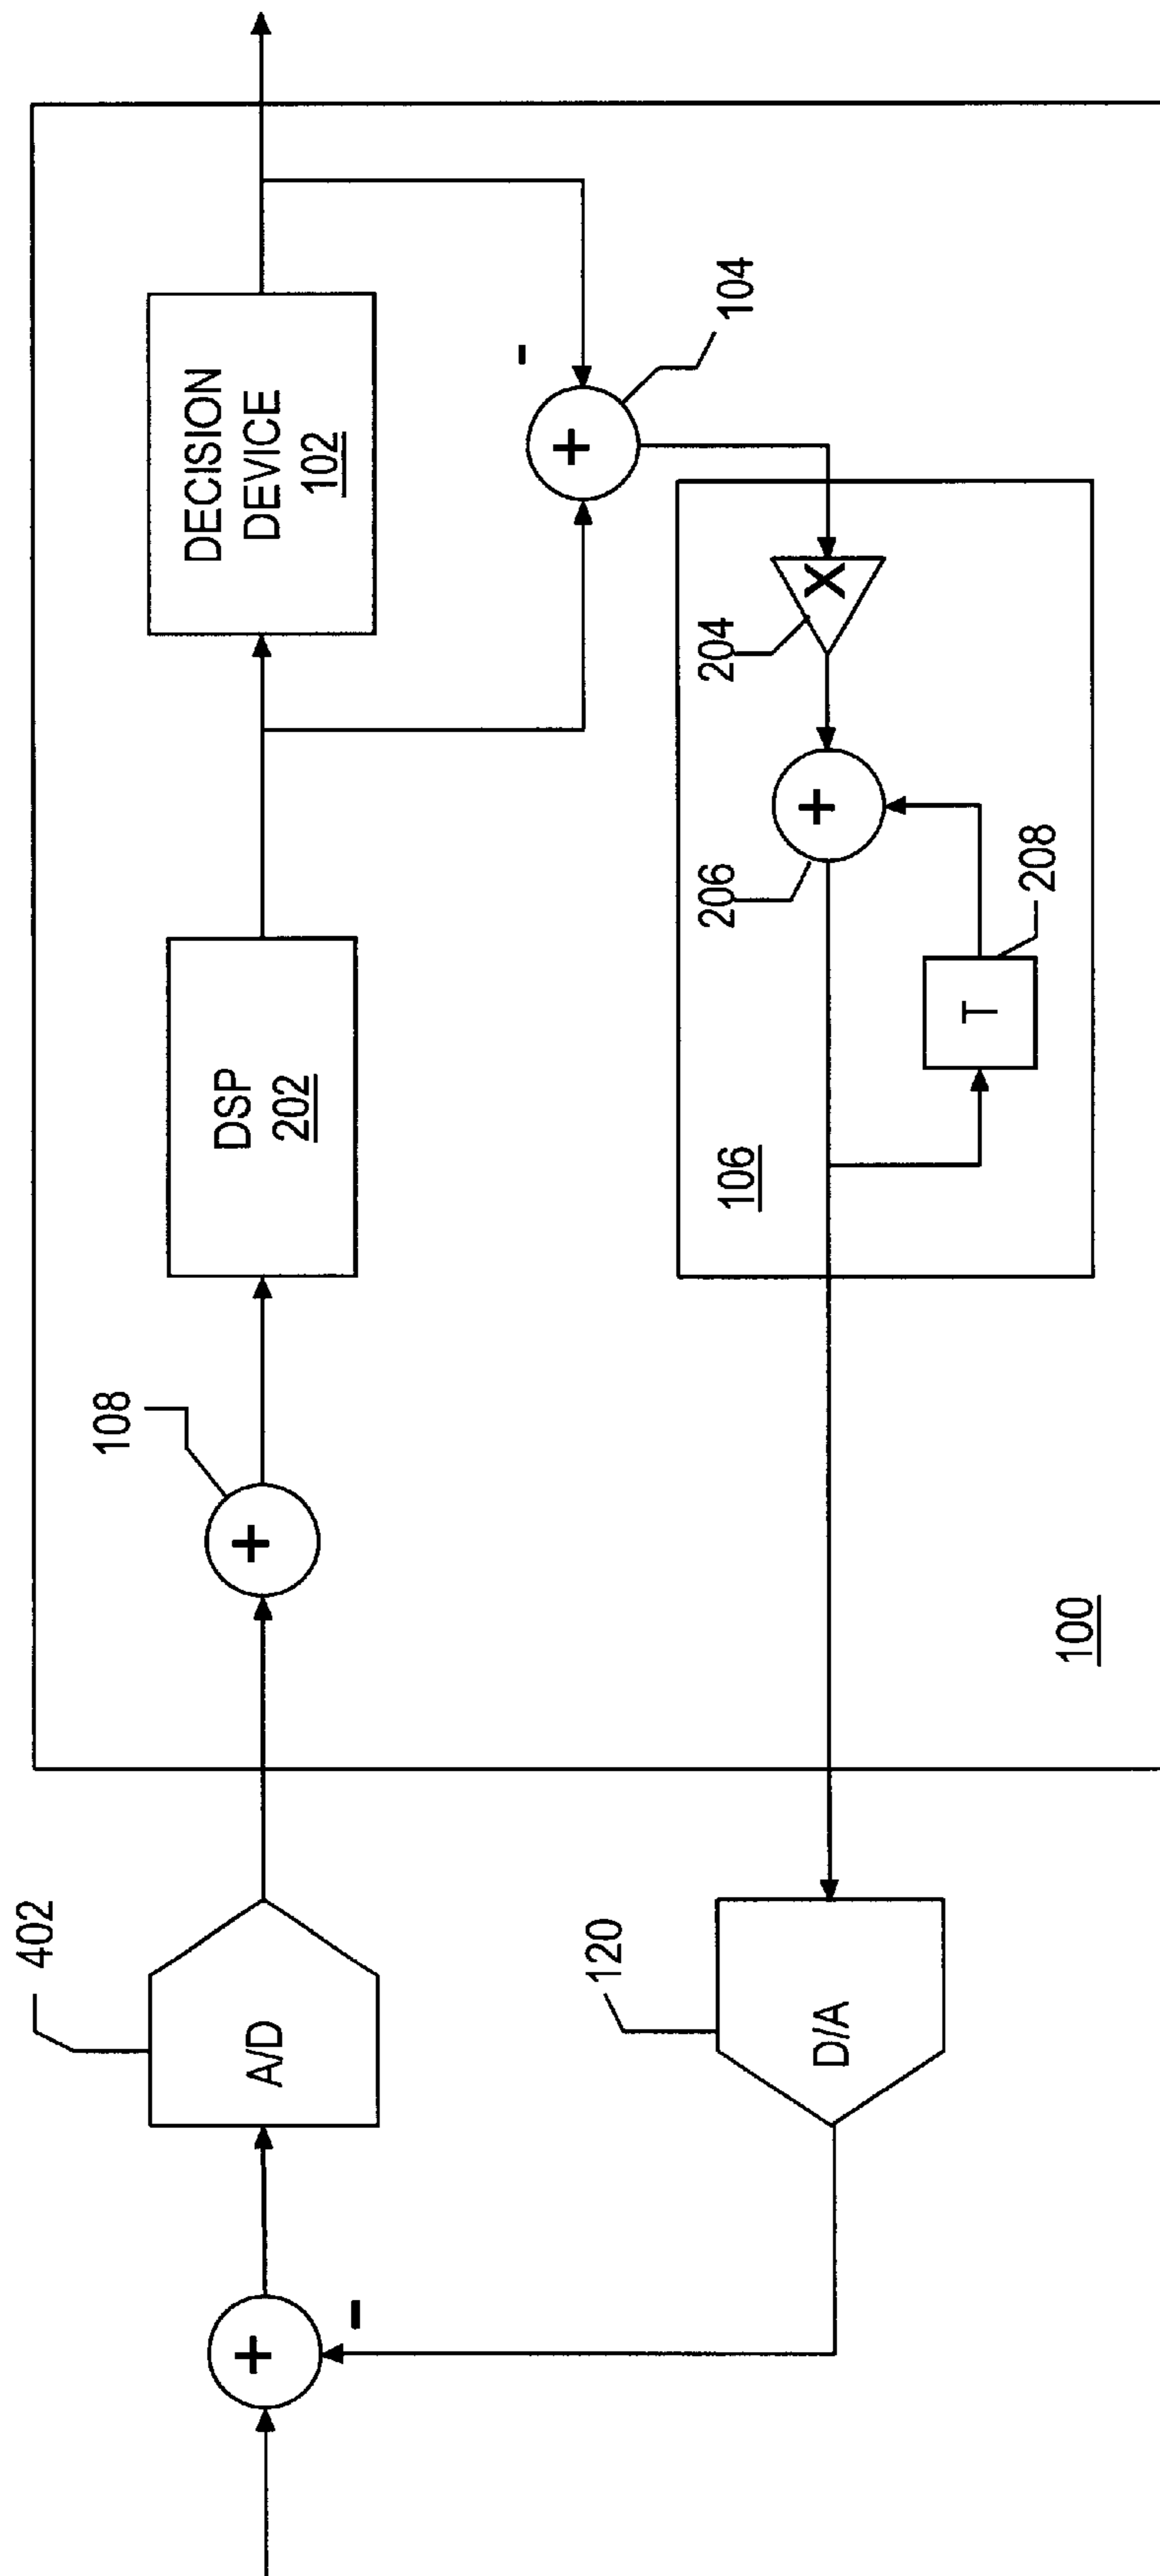 402
A/D
+
-
108
+
DSP
202
DECISION
DEVICE
102
-
+
104
120
D/A
106
206
+
204
X
T
208
100